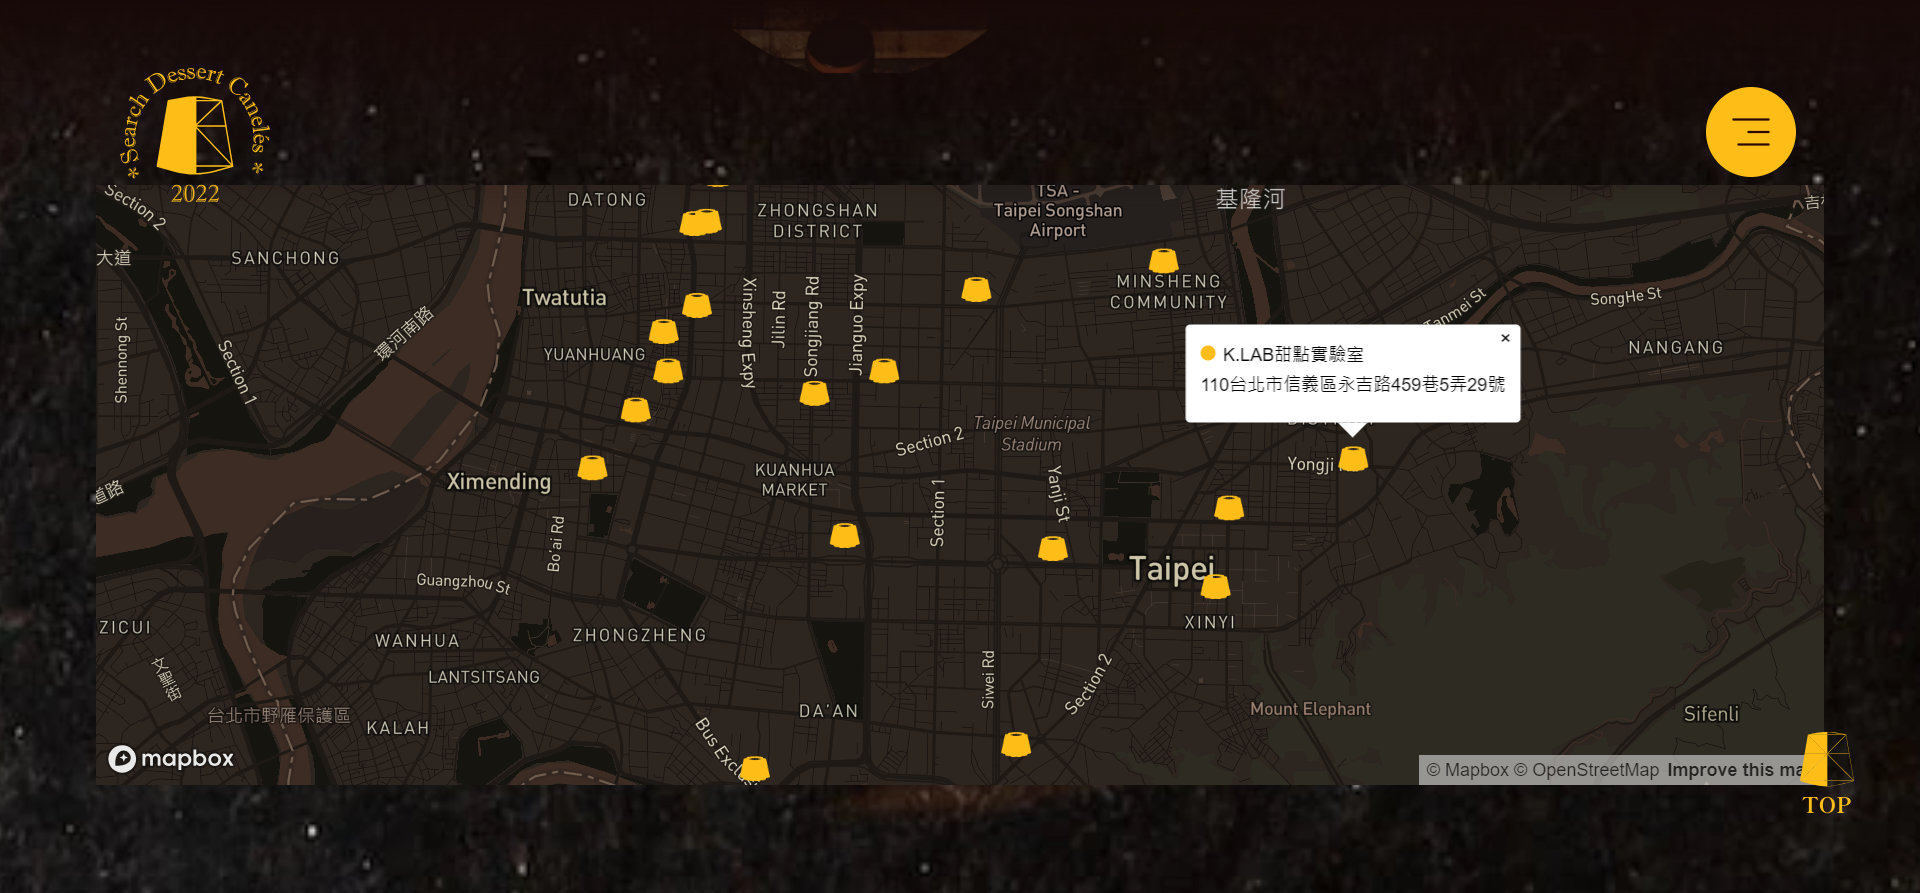 * Search Dessert Canelés *
2022
Section 2
大道
SANCHONG
Shennong St
Section 1
環河南路
道路
DATONG
ZHONGSHAN
DISTRICT
TSA -
Taipei Songshan
Airport
基隆河
Twatutia
YUANHUANG
Xinsheng Expy
Jilin Rd
Songjiang Rd
Jianguo Expy
MINSHENG
COMMUNITY
Tanmei St
SongHe St
NANGANG
×
K.LAB甜點實驗室
110台北市信義區永吉路459巷5弄29號
Taipei Municipal
Stadium
Section 2
Ximending
KUANHUA
MARKET
Section 1
Yanji St
Yongji
Bo'ai Rd
Taipei
Guangzhou St
XINYI
ZICUI
WANHUA
ZHONGZHENG
文聖街
LANTSITSANG
Siwei Rd
Section 2
台北市野雁保護區
KALAH
DA'AN
Mount Elephant
Sifenli
mapbox
© Mapbox © OpenStreetMap Improve this ma
TOP